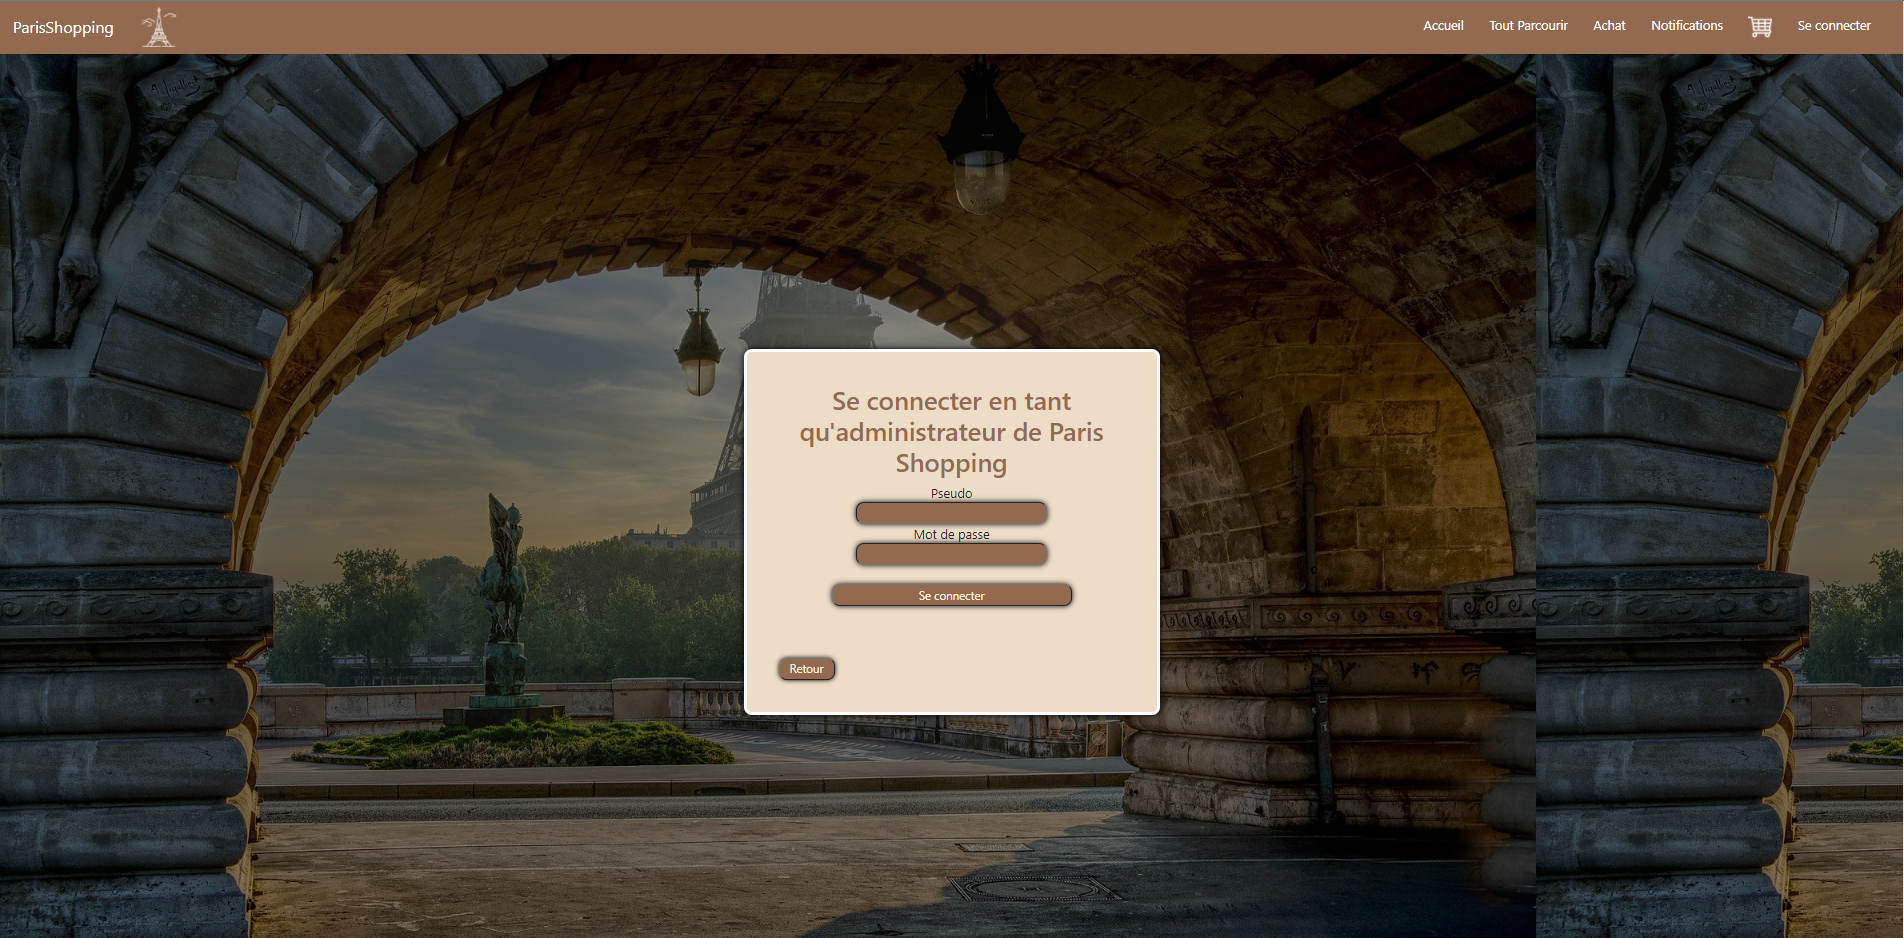 ParisShopping
Accueil
Tout Parcourir
Achat
Notifications
Se connecter
Se connecter en tant
qu'administrateur de Paris
Shopping
Pseudo
Mot de passe
Se connecter
Retour